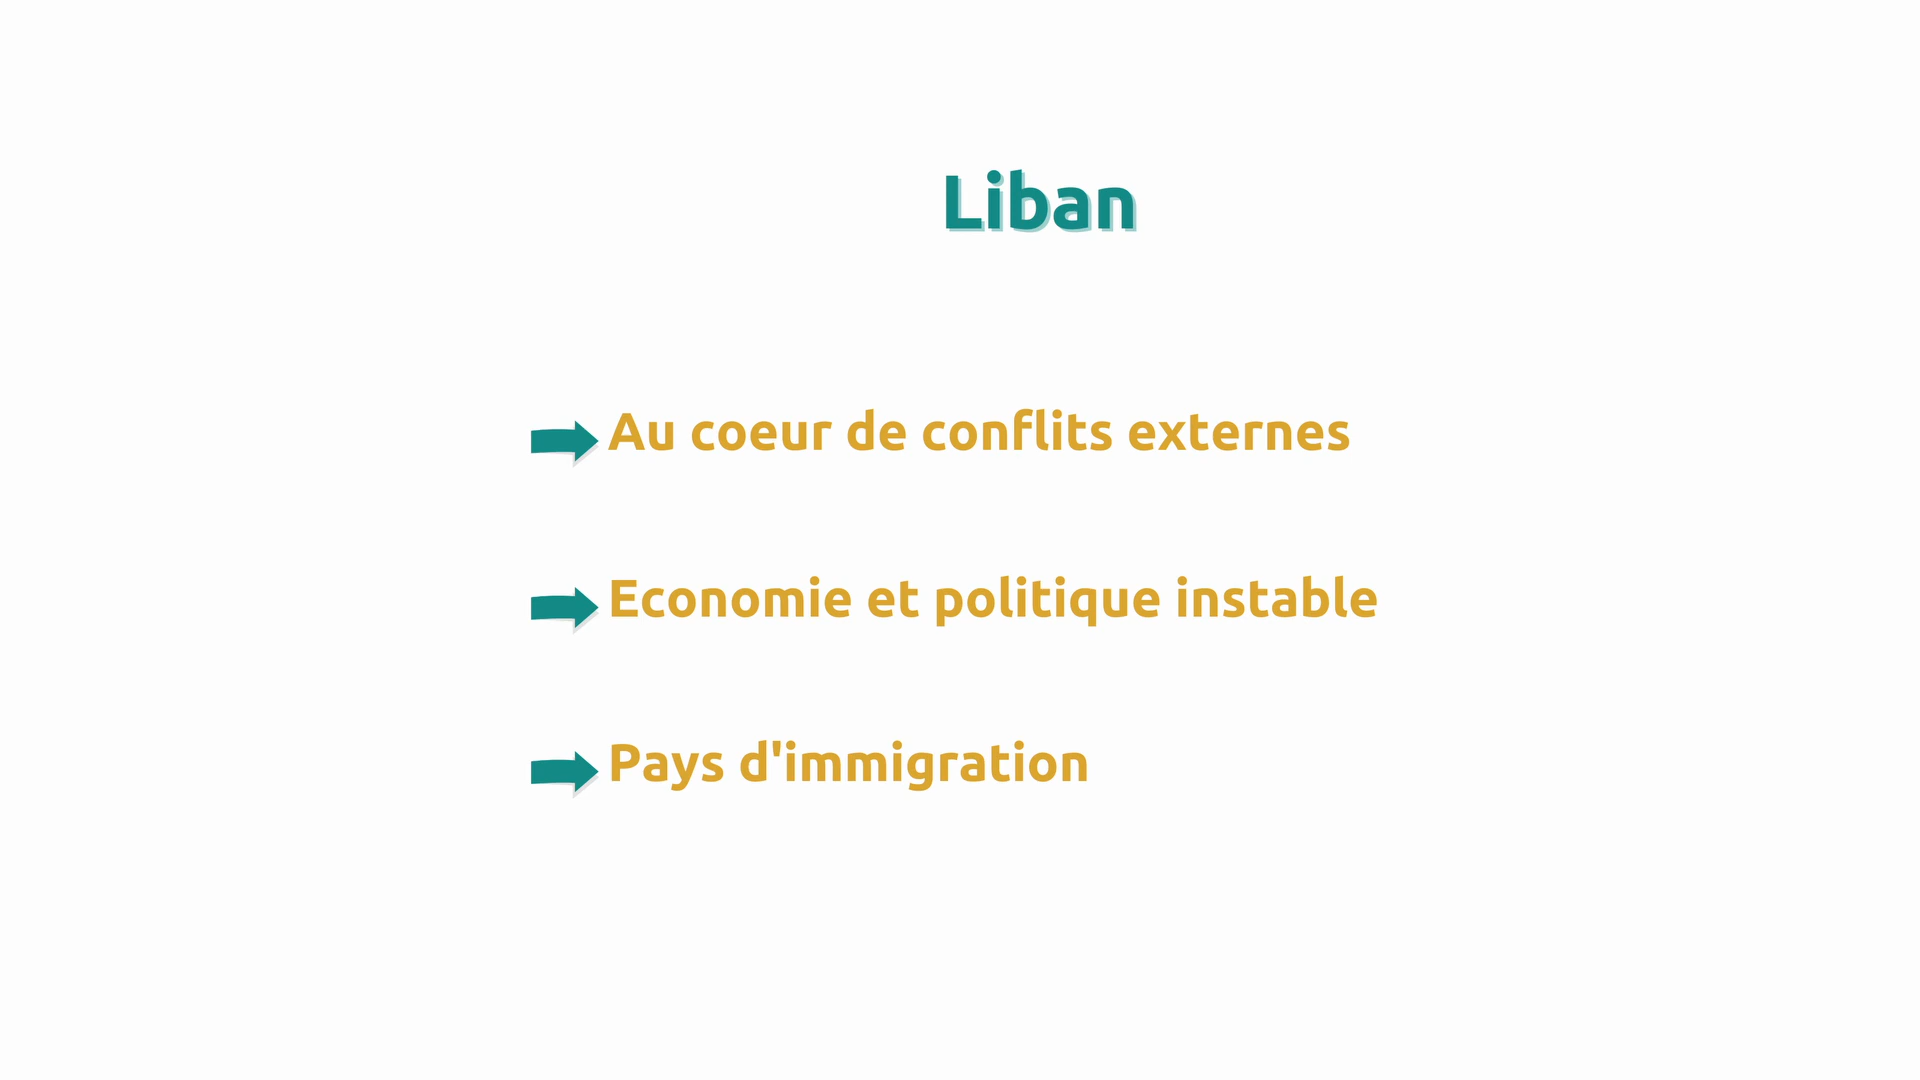 Liban
Au coeur de conflits externes
Economie et politique instable
Pays d'immigration